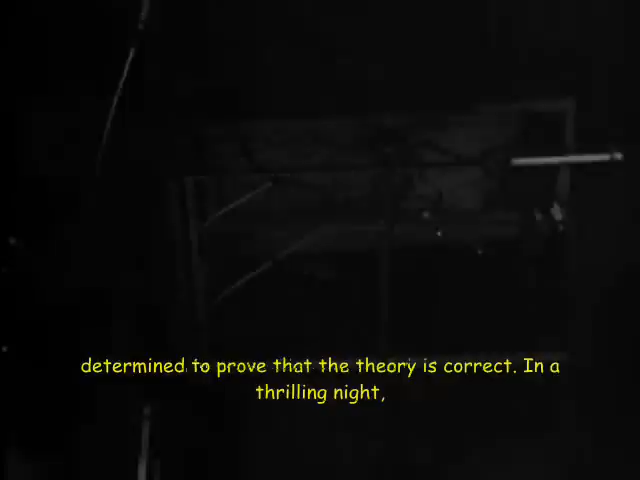 determined to prove that the theory is correct. In a
thrilling night,